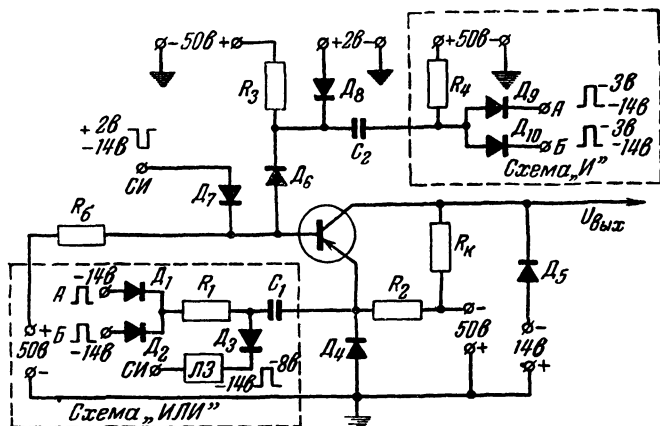 - 50в +
+ 2в -
+ 50в -
R₃
Д₈
R₄
Д₉
А
-3в
-14в
Д₁₀
Б
-3в
-14в
C₂
Схема „И"
+ 2в
-14в
СИ
Д₇
Д₆
Rб
Uвых
Rк
Д₅
А
-14в
Д₁
R₁
C₁
R₂
-
50в
+
-
14в
+
+
50в
-
Б
-14в
Д₂
Д₃
Д₄
СИ
ЛЗ
-14в
-8в
Схема „ИЛИ"